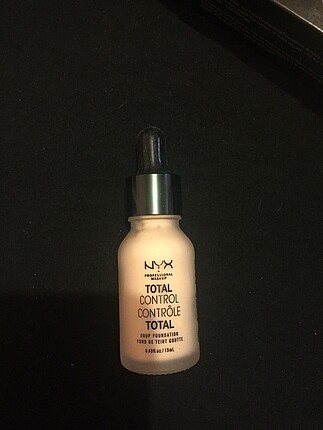 NYX
PROFESSIONAL
MAKEUP
TOTAL
CONTROL
CONTRÔLE
TOTAL
DROP FOUNDATION
FOND DE TEINT GOUTTE
0.43fl.oz/13mL